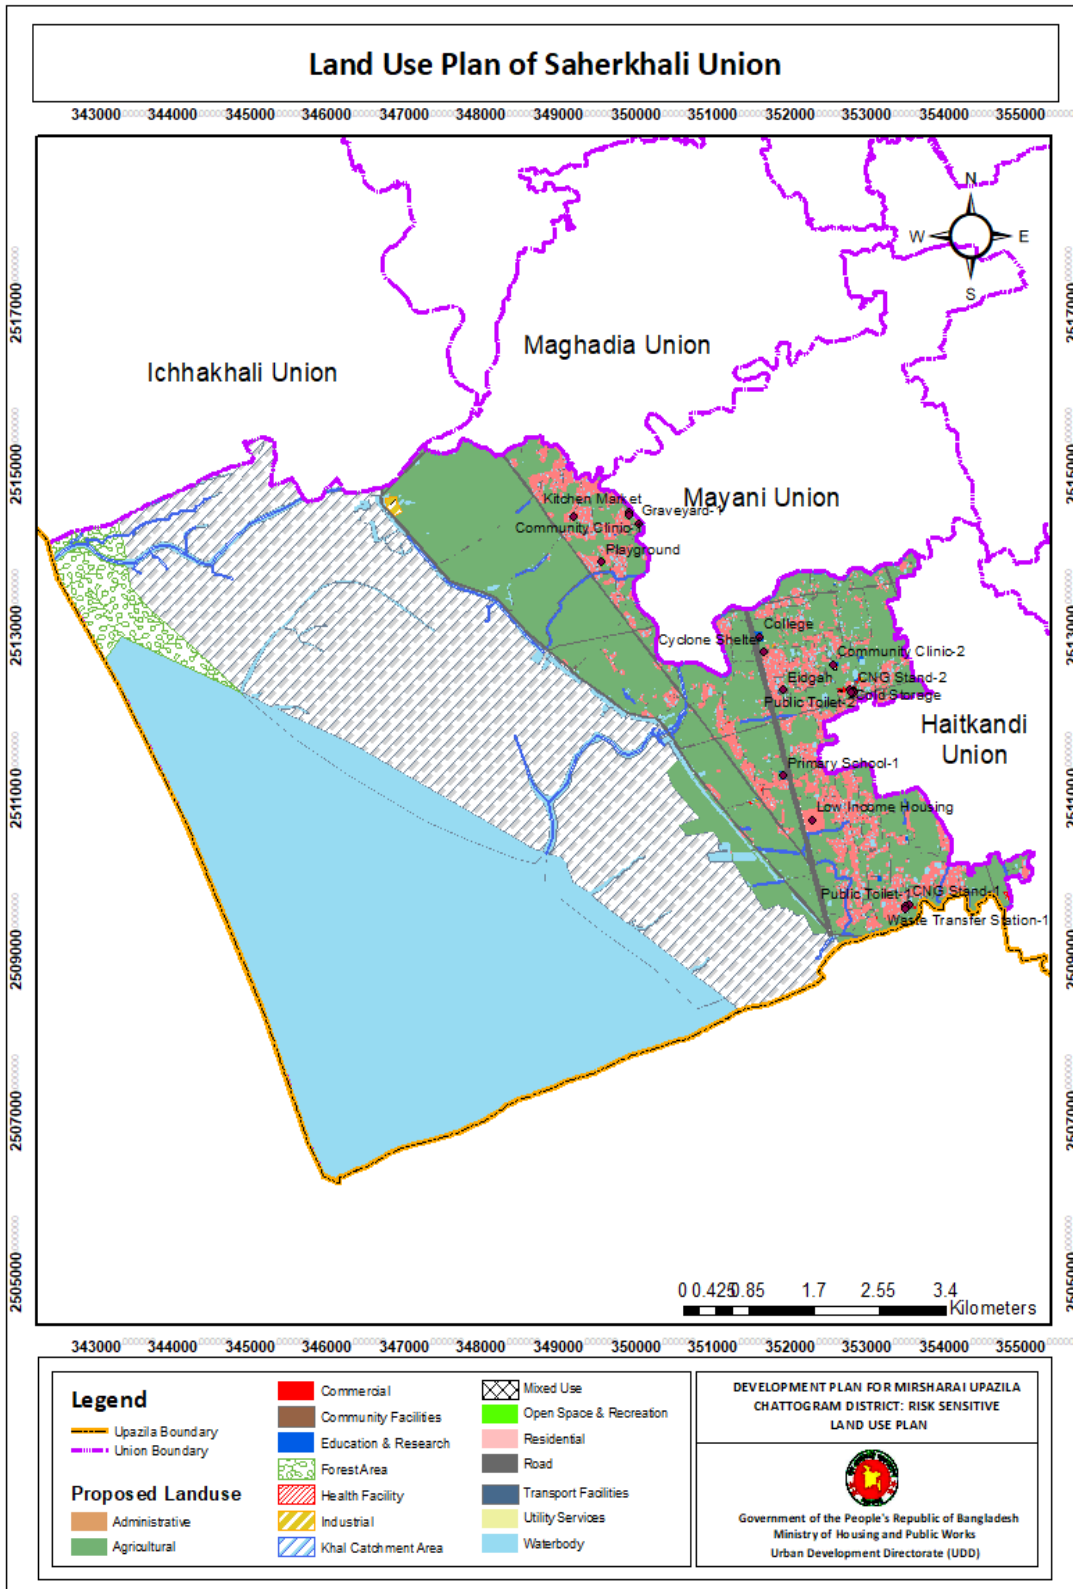 Land Use Plan of Saherkhali Union
343000 344000 345000 346000 347000 348000 349000 350000 351000 352000 353000 354000 355000
N
W E
S
2517000 2517000
Maghadia Union
Ichhakhali Union
2515000 2515000
Mayani Union
Kitchen Market
Graveyard-1
Community Clinic-1
Playground
2513000 2513000
College
Cyclone Shelter
Community Clinic-2
Eidgah
CNG Stand-2
Public Toilet-2
Cold Storage
Haitkandi
Union
2511000 2511000
Primary School-1
Low Income Housing
Public Toilet-1
CNG Stand-1
Waste Transfer Station-1
2509000 2509000
2507000 2507000
2505000 2505000
0 0.425 0.85 1.7 2.55 3.4
Kilometers
343000 344000 345000 346000 347000 348000 349000 350000 351000 352000 353000 354000 355000
Legend
Upazila Boundary
Union Boundary
Proposed Landuse
Administrative
Agricultural
Commercial
Community Facilities
Education & Research
Forest Area
Health Facility
Industrial
Khal Catchment Area
Mixed Use
Open Space & Recreation
Residential
Road
Transport Facilities
Utility Services
Waterbody
DEVELOPMENT PLAN FOR MIRSHARAI UPAZILA
CHATTOGRAM DISTRICT: RISK SENSITIVE
LAND USE PLAN
Government of the People's Republic of Bangladesh
Ministry of Housing and Public Works
Urban Development Directorate (UDD)